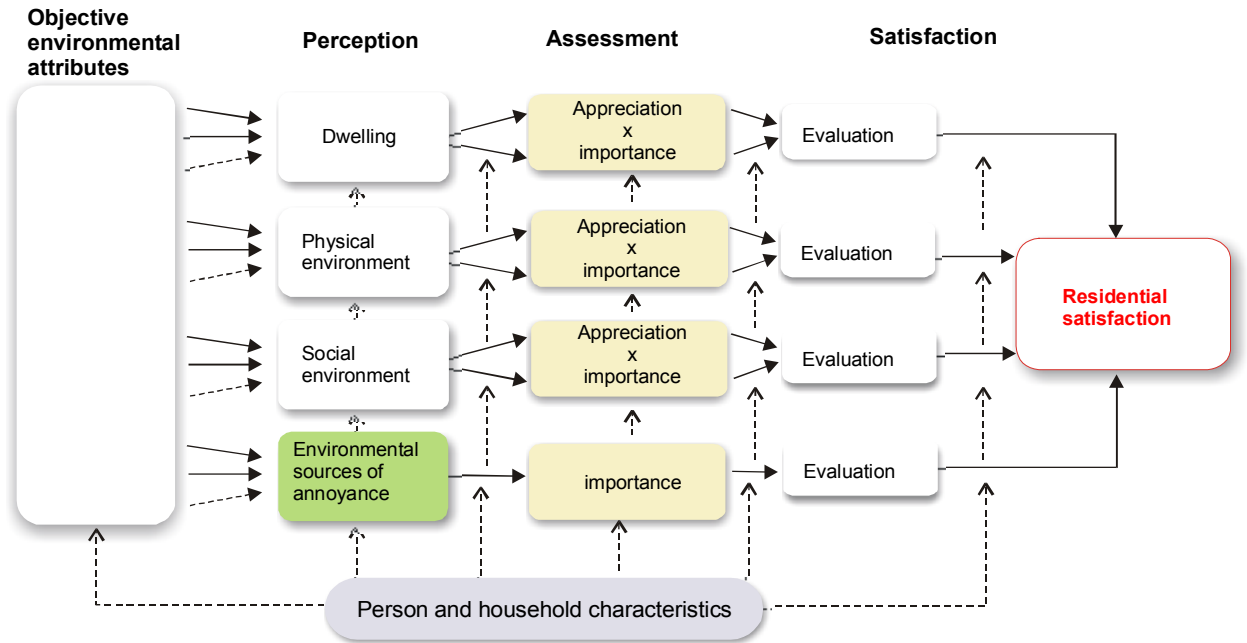 Objective
environmental
attributes
Perception
Assessment
Satisfaction
Dwelling
Appreciation
x
importance
Evaluation
Physical
environment
Appreciation
x
importance
Evaluation
Residential
satisfaction
Social
environment
Appreciation
x
importance
Evaluation
Environmental
sources of
annoyance
importance
Evaluation
Person and household characteristics